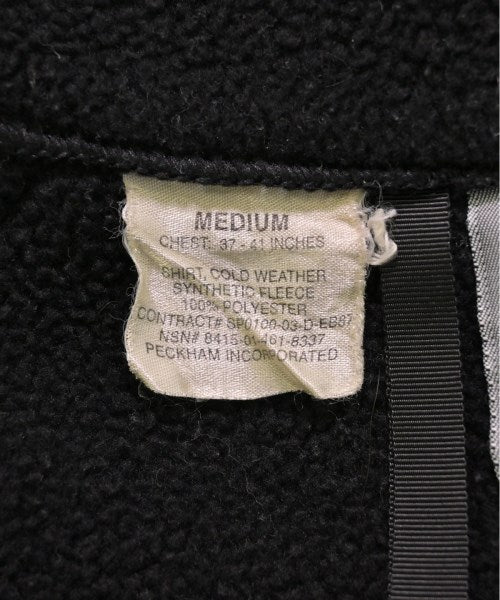 MEDIUM
CHEST: 37 - 41 INCHES
SHIRT, COLD WEATHER
SYNTHETIC FLEECE
100% POLYESTER
CONTRACT# SP0100-03-D-EB87
NSN# 8415-01-461-8337
PECKHAM INCORPORATED